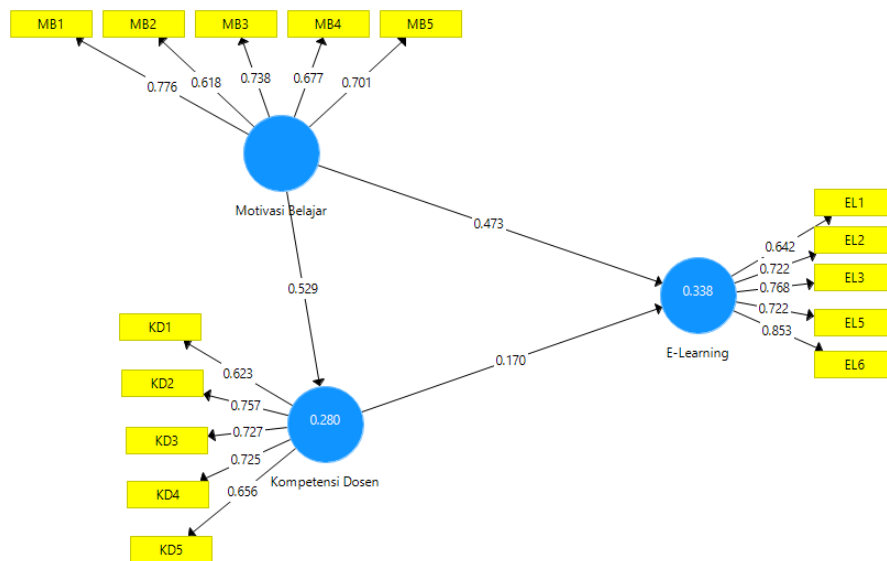 MB1 MB2 MB3 MB4 MB5
0.776 0.618 0.738 0.677 0.701
Motivasi Belajar
0.473
0.529
EL1
EL2
EL3
EL5
EL6
0.642
0.722
0.768
0.722
0.853
0.338
E-Learning
0.170
KD1
KD2
KD3
KD4
KD5
0.623
0.757
0.727
0.725
0.656
0.280
Kompetensi Dosen